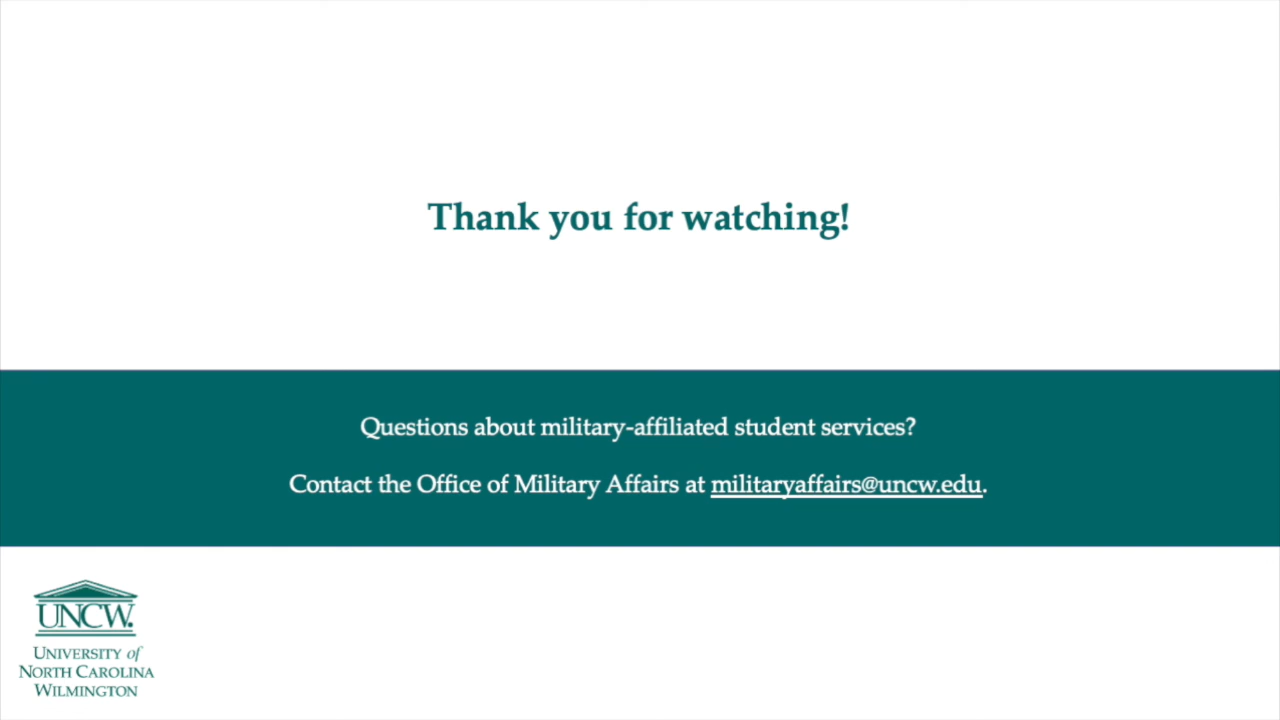 Thank you for watching!
Questions about military-affiliated student services?
Contact the Office of Military Affairs at militaryaffairs@uncw.edu.
UNCW.
UNIVERSITY of
NORTH CAROLINA
WILMINGTON